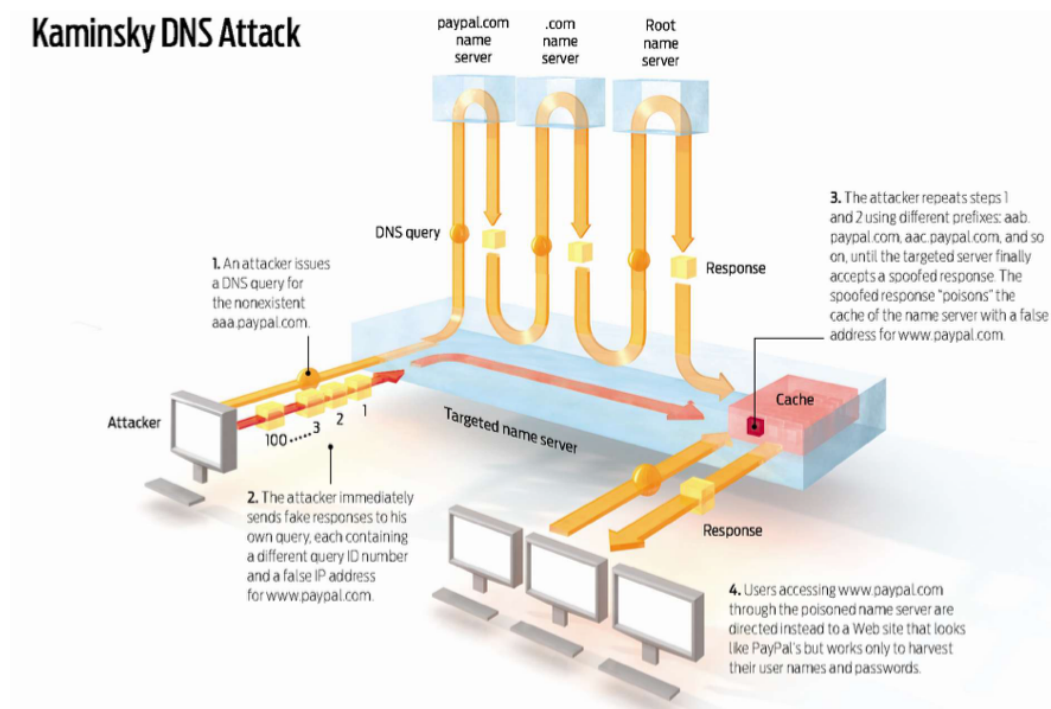 Kaminsky DNS Attack
paypal.com
name
server
.com
name
server
Root
name
server
DNS query
Response
1. An attacker issues
a DNS query for
the nonexistent
aaa.paypal.com.
3. The attacker repeats steps 1
and 2 using different prefixes: aab.
paypal.com, aac.paypal.com, and so
on, until the targeted server finally
accepts a spoofed response. The
spoofed response "poisons" the
cache of the name server with a false
address for www.paypal.com.
Attacker
100.....3 2 1
Targeted name server
Cache
2. The attacker immediately
sends fake responses to his
own query, each containing
a different query ID number
and a false IP address
for www.paypal.com.
Response
4. Users accessing www.paypal.com
through the poisoned name server are
directed instead to a Web site that looks
like PayPal's but works only to harvest
their user names and passwords.